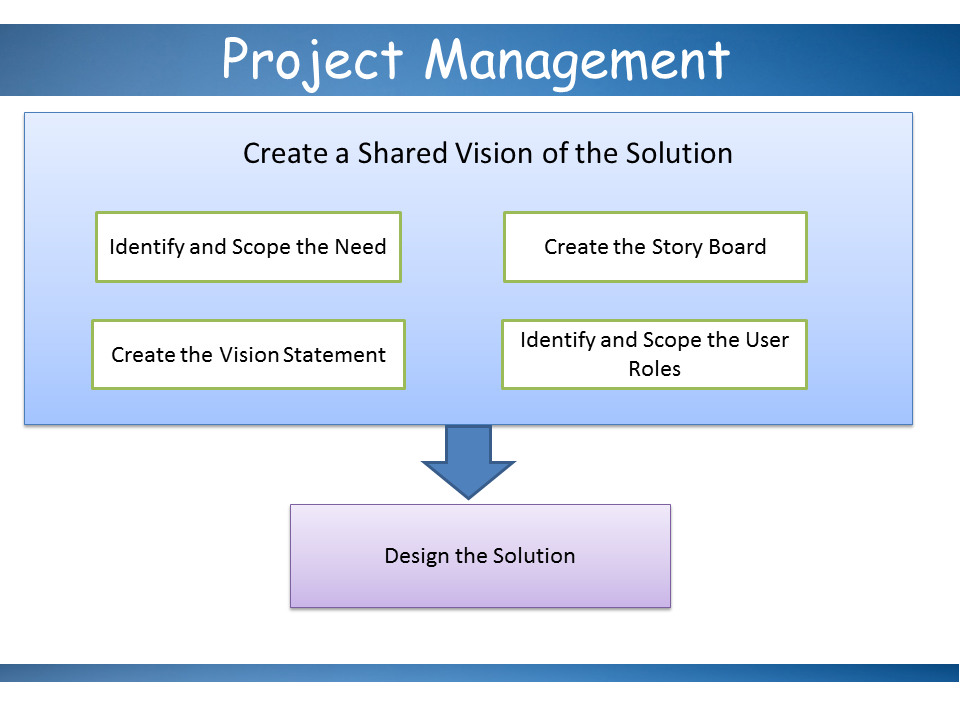 Project Management
Create a Shared Vision of the Solution
Identify and Scope the Need
Create the Story Board
Create the Vision Statement
Identify and Scope the User
Roles
Design the Solution